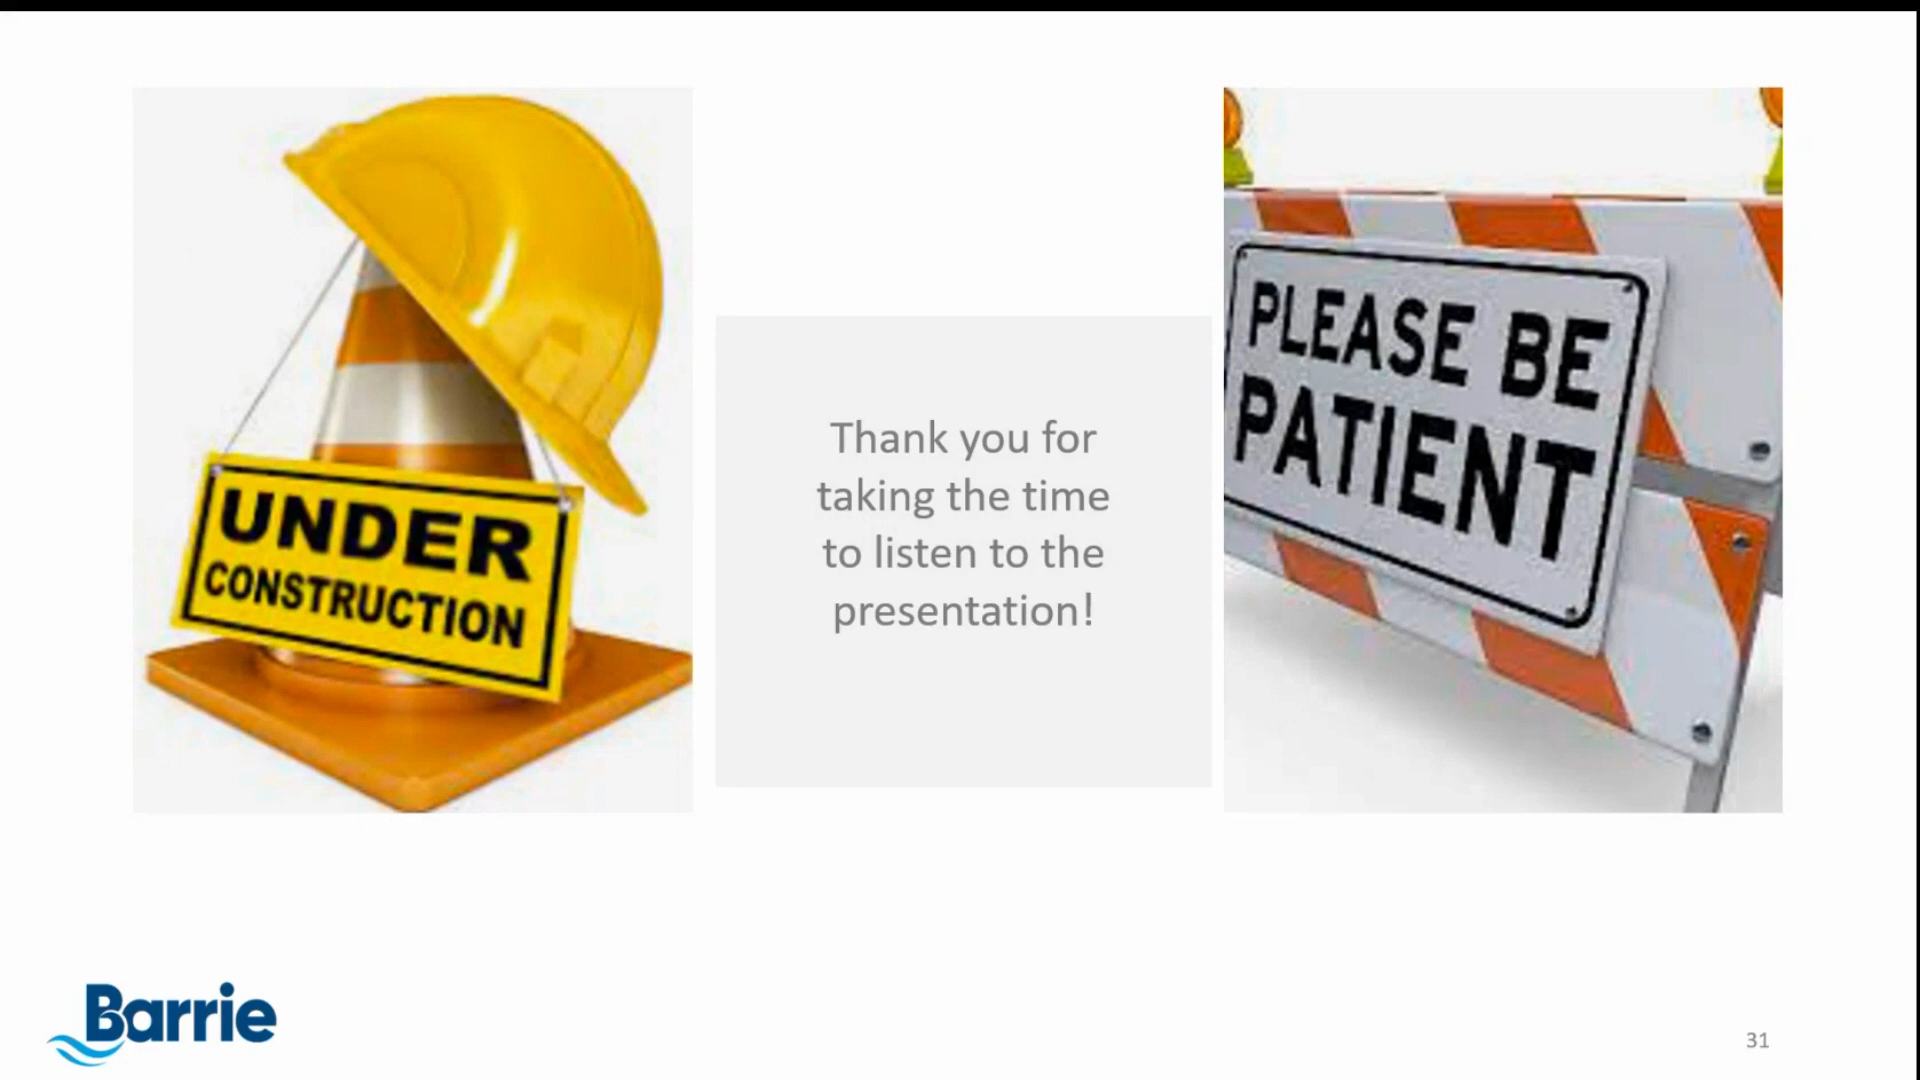 UNDER
CONSTRUCTION
Thank you for
taking the time
to listen to the
presentation!
PLEASE BE
PATIENT
Barrie
31